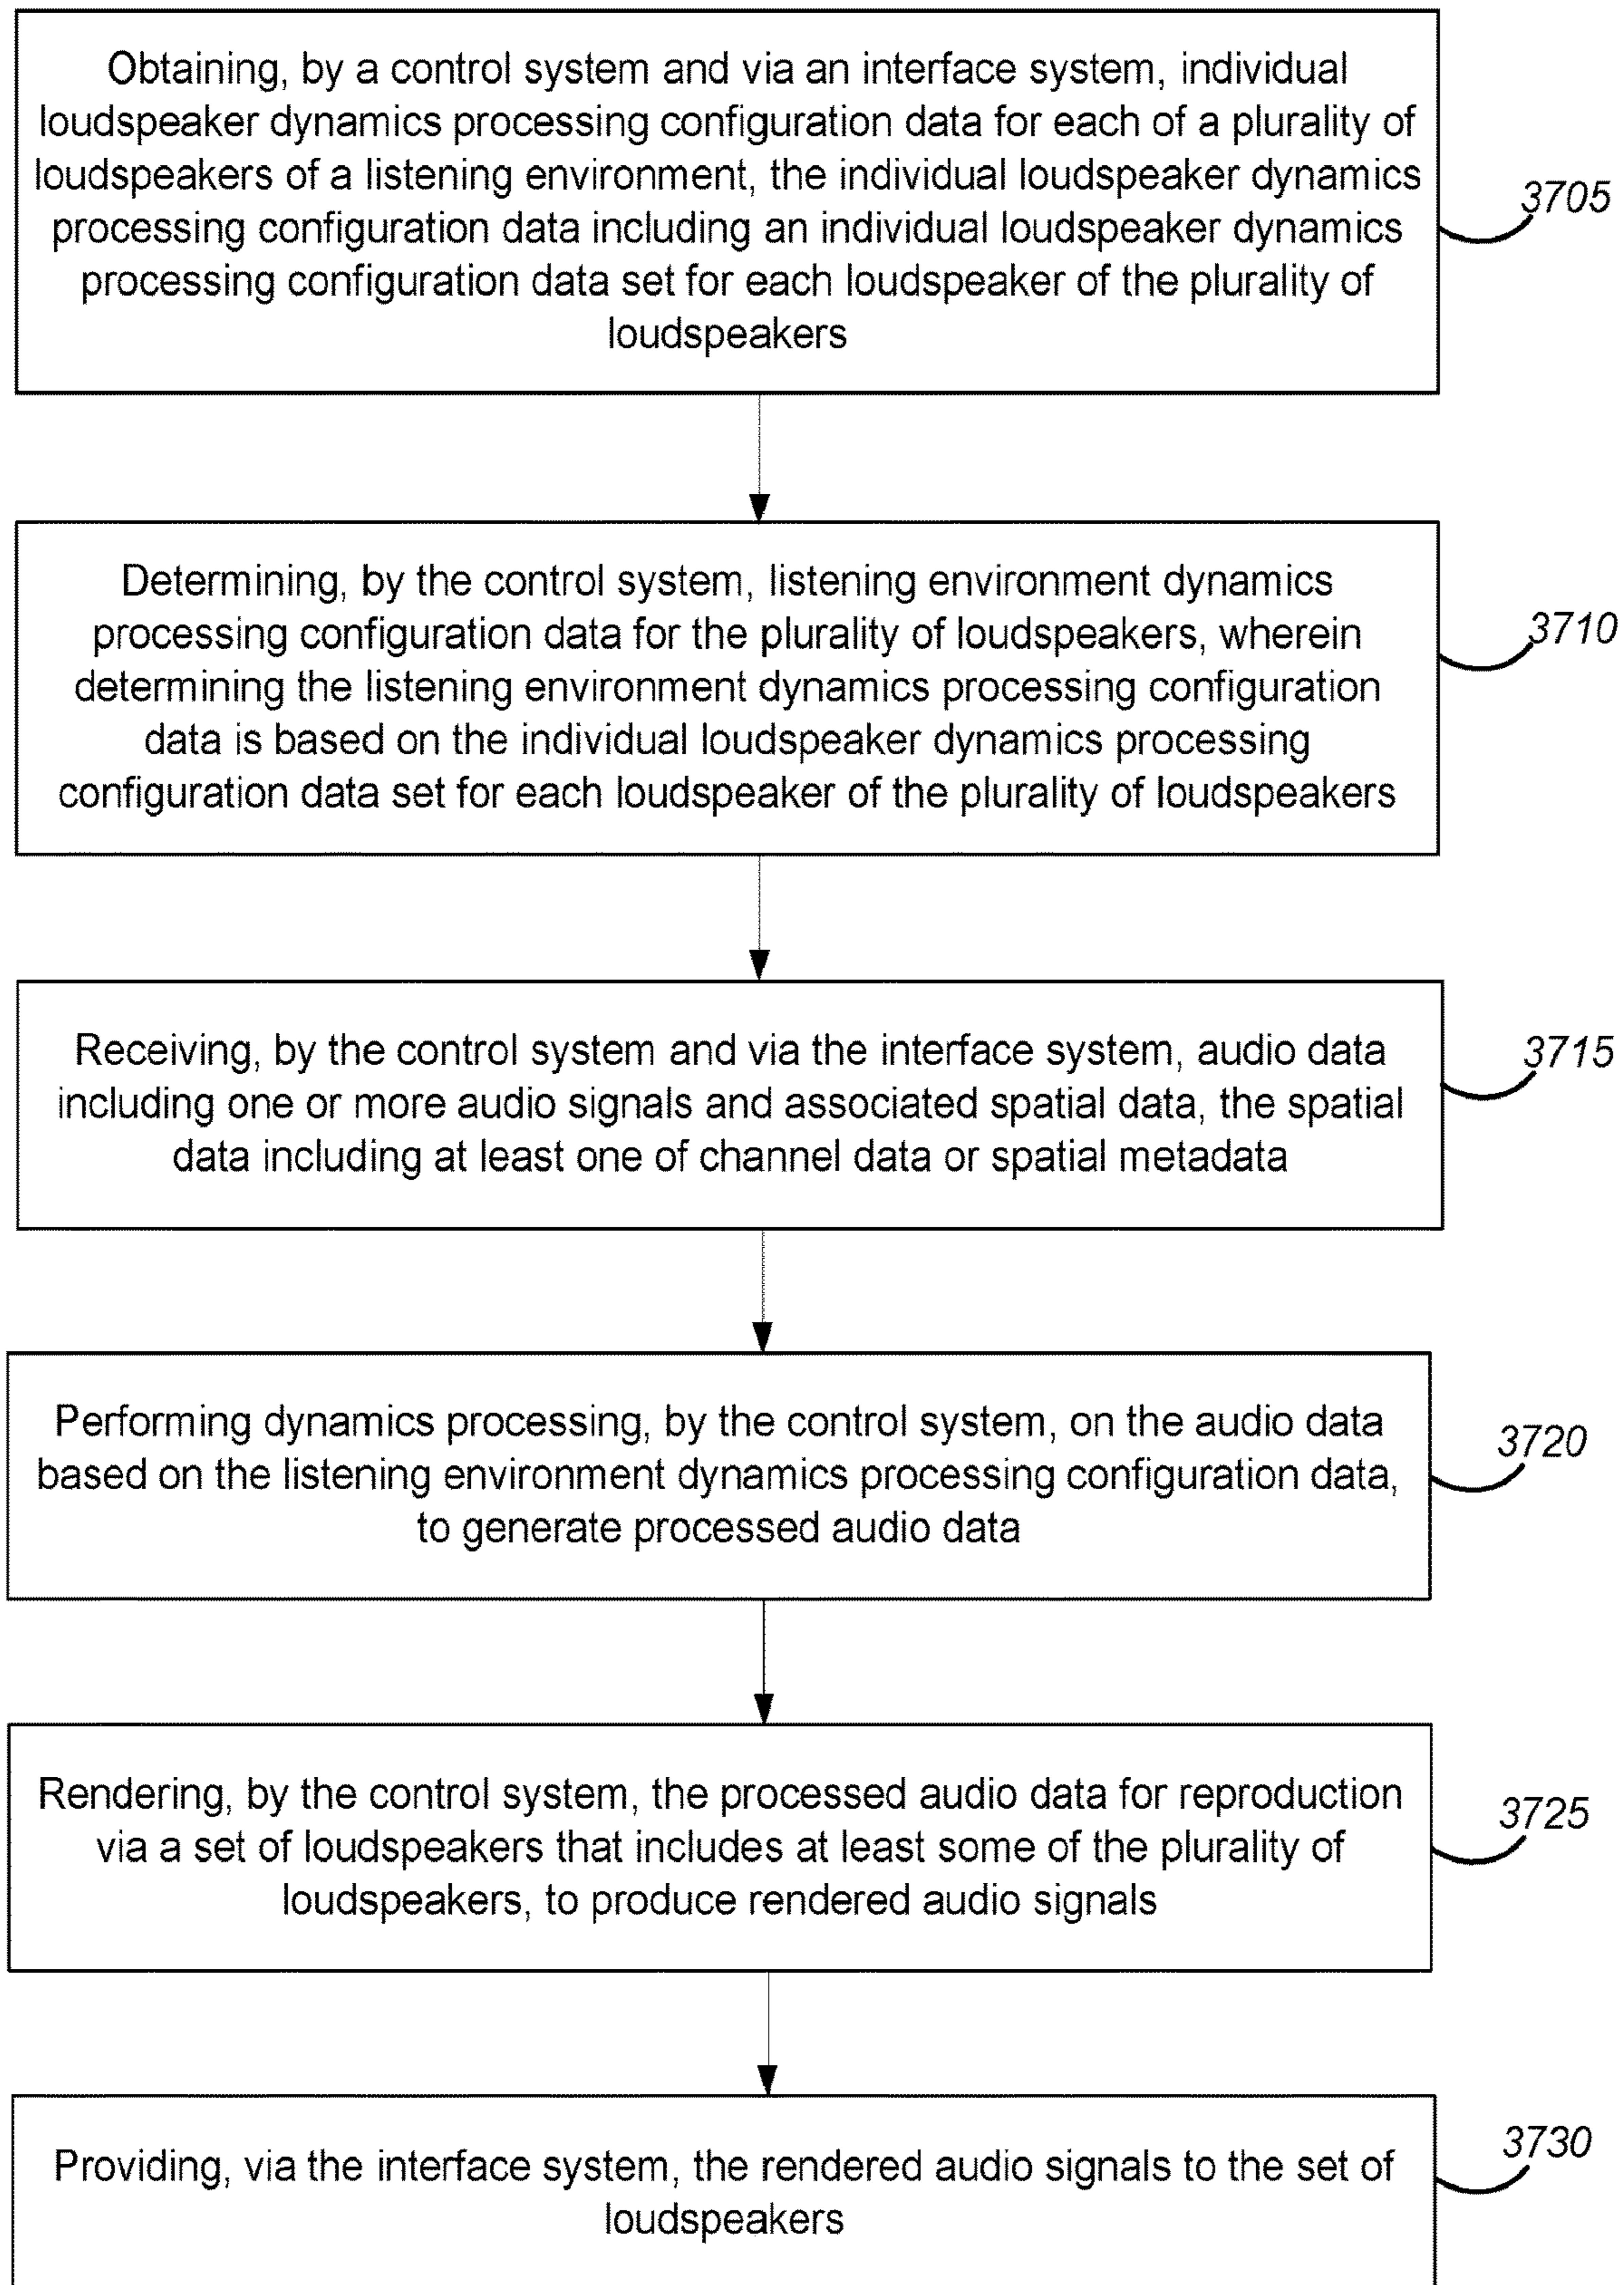 Obtaining, by a control system and via an interface system, individual
loudspeaker dynamics processing configuration data for each of a plurality of
loudspeakers of a listening environment, the individual loudspeaker dynamics
processing configuration data including an individual loudspeaker dynamics
processing configuration data set for each loudspeaker of the plurality of
loudspeakers
3705
Determining, by the control system, listening environment dynamics
processing configuration data for the plurality of loudspeakers, wherein
determining the listening environment dynamics processing configuration
data is based on the individual loudspeaker dynamics processing
configuration data set for each loudspeaker of the plurality of loudspeakers
3710
Receiving, by the control system and via the interface system, audio data
including one or more audio signals and associated spatial data, the spatial
data including at least one of channel data or spatial metadata
3715
Performing dynamics processing, by the control system, on the audio data
based on the listening environment dynamics processing configuration data,
to generate processed audio data
3720
Rendering, by the control system, the processed audio data for reproduction
via a set of loudspeakers that includes at least some of the plurality of
loudspeakers, to produce rendered audio signals
3725
Providing, via the interface system, the rendered audio signals to the set of
loudspeakers
3730